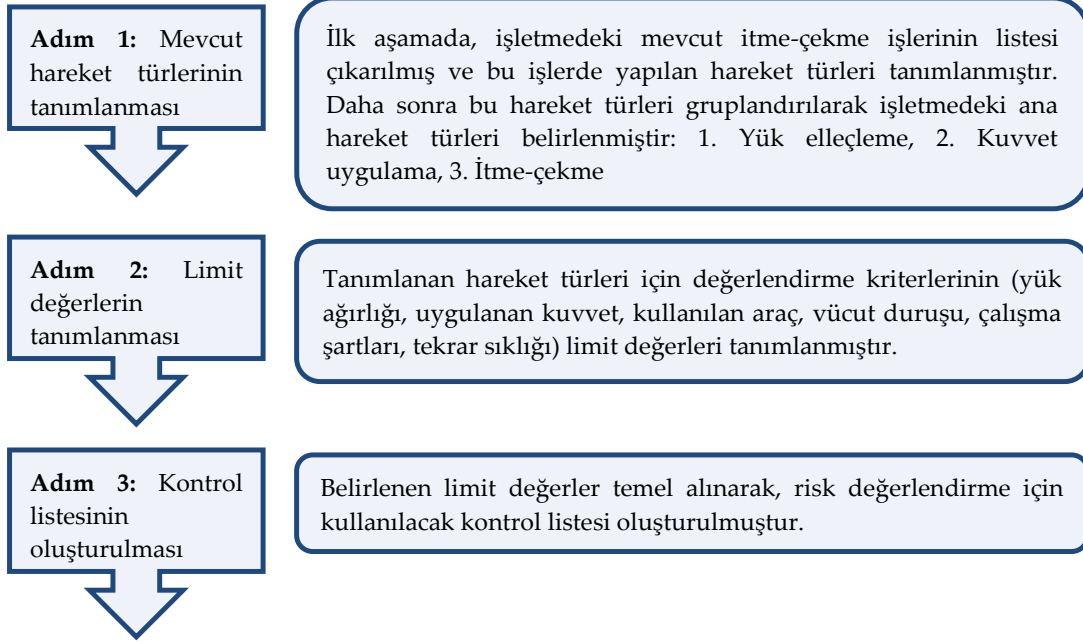 Adım 1: Mevcut
hareket türlerinin
tanımlanması
İlk aşamada, işletmedeki mevcut itme-çekme işlerinin listesi
çıkarılmış ve bu işlerde yapılan hareket türleri tanımlanmıştır.
Daha sonra bu hareket türleri gruplandırılarak işletmedeki ana
hareket türleri belirlenmiştir: 1. Yük elleçleme, 2. Kuvvet
uygulama, 3. İtme-çekme
Adım 2: Limit
değerlerin
tanımlanması
Tanımlanan hareket türleri için değerlendirme kriterlerinin (yük
ağırlığı, uygulanan kuvvet, kullanılan araç, vücut duruşu, çalışma
şartları, tekrar sıklığı) limit değerleri tanımlanmıştır.
Adım 3: Kontrol
listesinin
oluşturulması
Belirlenen limit değerler temel alınarak, risk değerlendirme için
kullanılacak kontrol listesi oluşturulmuştur.